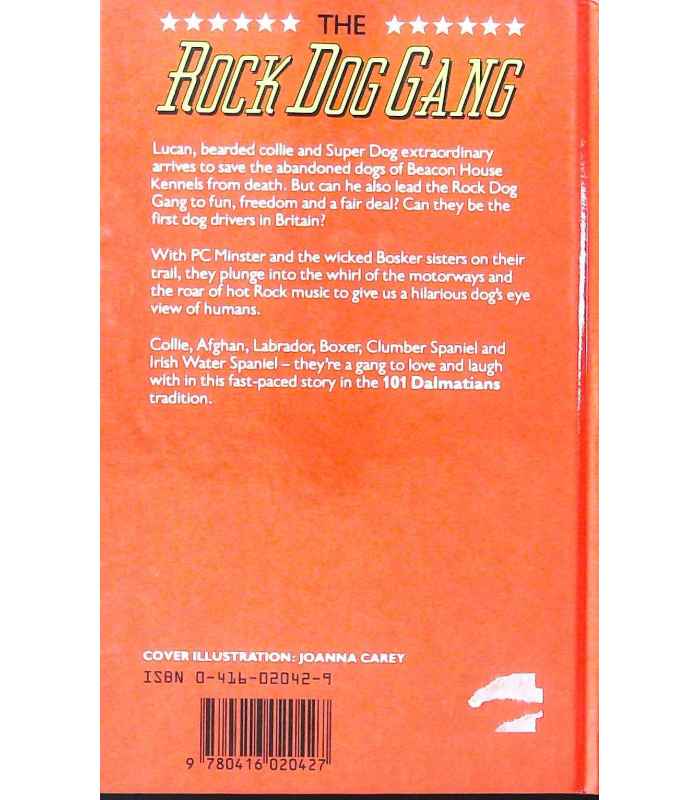 ★★★★★★ THE ★★★★★★
ROCK DOG GANG
Lucan, bearded collie and Super Dog extraordinary
arrives to save the abandoned dogs of Beacon House
Kennels from death. But can he also lead the Rock Dog
Gang to fun, freedom and a fair deal? Can they be the
first dog drivers in Britain?
With PC Minster and the wicked Bosker sisters on their
trail, they plunge into the whirl of the motorways and
the roar of hot Rock music to give us a hilarious dog's eye
view of humans.
Collie, Afghan, Labrador, Boxer, Clumber Spaniel and
Irish Water Spaniel – they're a gang to love and laugh
with in this fast-paced story in the 101 Dalmatians
tradition.
COVER ILLUSTRATION: JOANNA CAREY
ISBN 0-416-02042-9
9 780416 020427